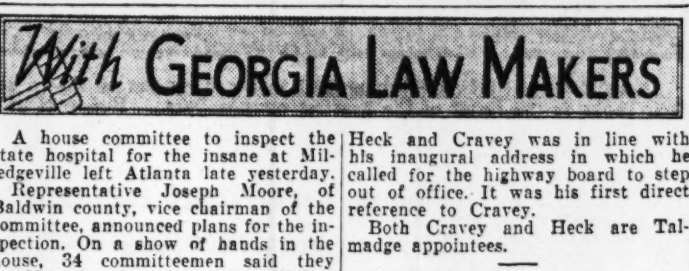 With GEORGIA LAW MAKERS
A house committee to inspect the
tate hospital for the insane at Mil-
edgeville left Atlanta late yesterday.
Representative Joseph Moore, of
Baldwin county, vice chairman of the
ommittee, announced plans for the in-
pection. On a show of hands in the
ouse, 34 committeemen said they
Heck and Cravey was in line with
his inaugural address in which he
called for the highway board to step
out of office. It was his first direct
reference to Cravey.
Both Cravey and Heck are Tal-
madge appointees.